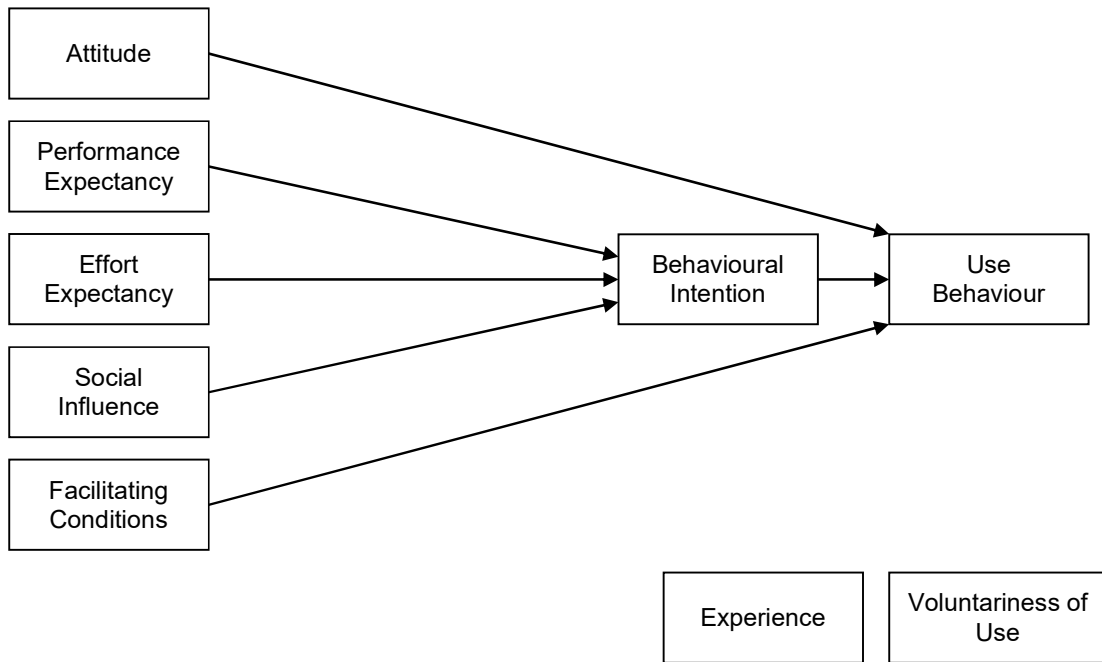 Attitude
Performance
Expectancy
Effort
Expectancy
Behavioural
Intention
Use
Behaviour
Social
Influence
Facilitating
Conditions
Experience
Voluntariness of
Use